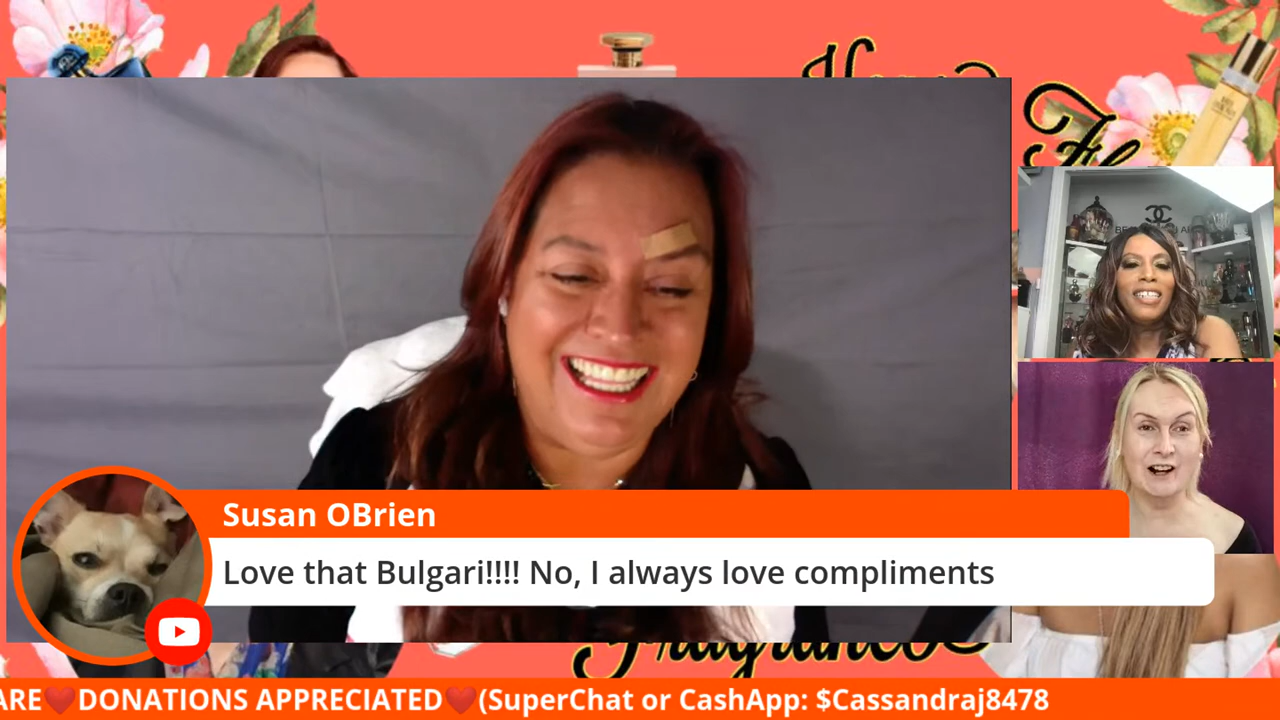 Susan OBrien
Love that Bulgari!!!! No, I always love compliments
ARE❤️DONATIONS APPRECIATED❤️(SuperChat or CashApp: $Cassandraj8478